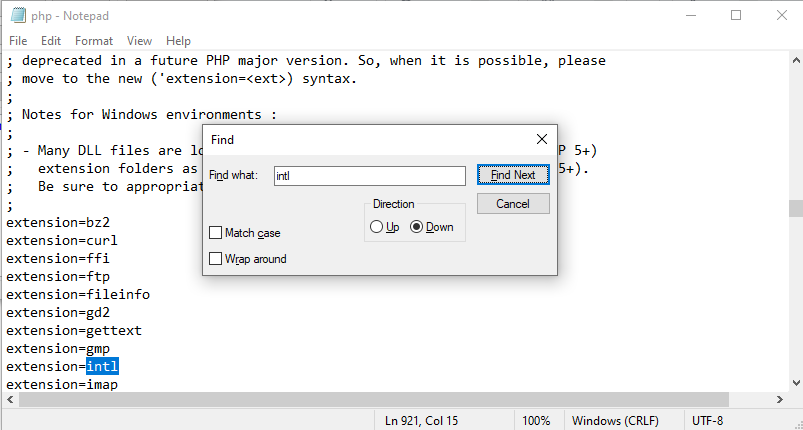 php - Notepad
File Edit Format View Help
; deprecated in a future PHP major version. So, when it is possible, please
; move to the new ('extension=<ext>) syntax.
;
; Notes for Windows environments :
;
; - Many DLL files are lo P 5+)
;   extension folders as 5+).
;   Be sure to appropriat
;
extension=bz2
extension=curl
extension=ffi
extension=ftp
extension=fileinfo
extension=gd2
extension=gettext
extension=gmp
extension=intl
extension=imap
Find
Find what: intl Find Next
Direction Cancel
Up Down
Match case
Wrap around
Ln 921, Col 15 100% Windows (CRLF) UTF-8